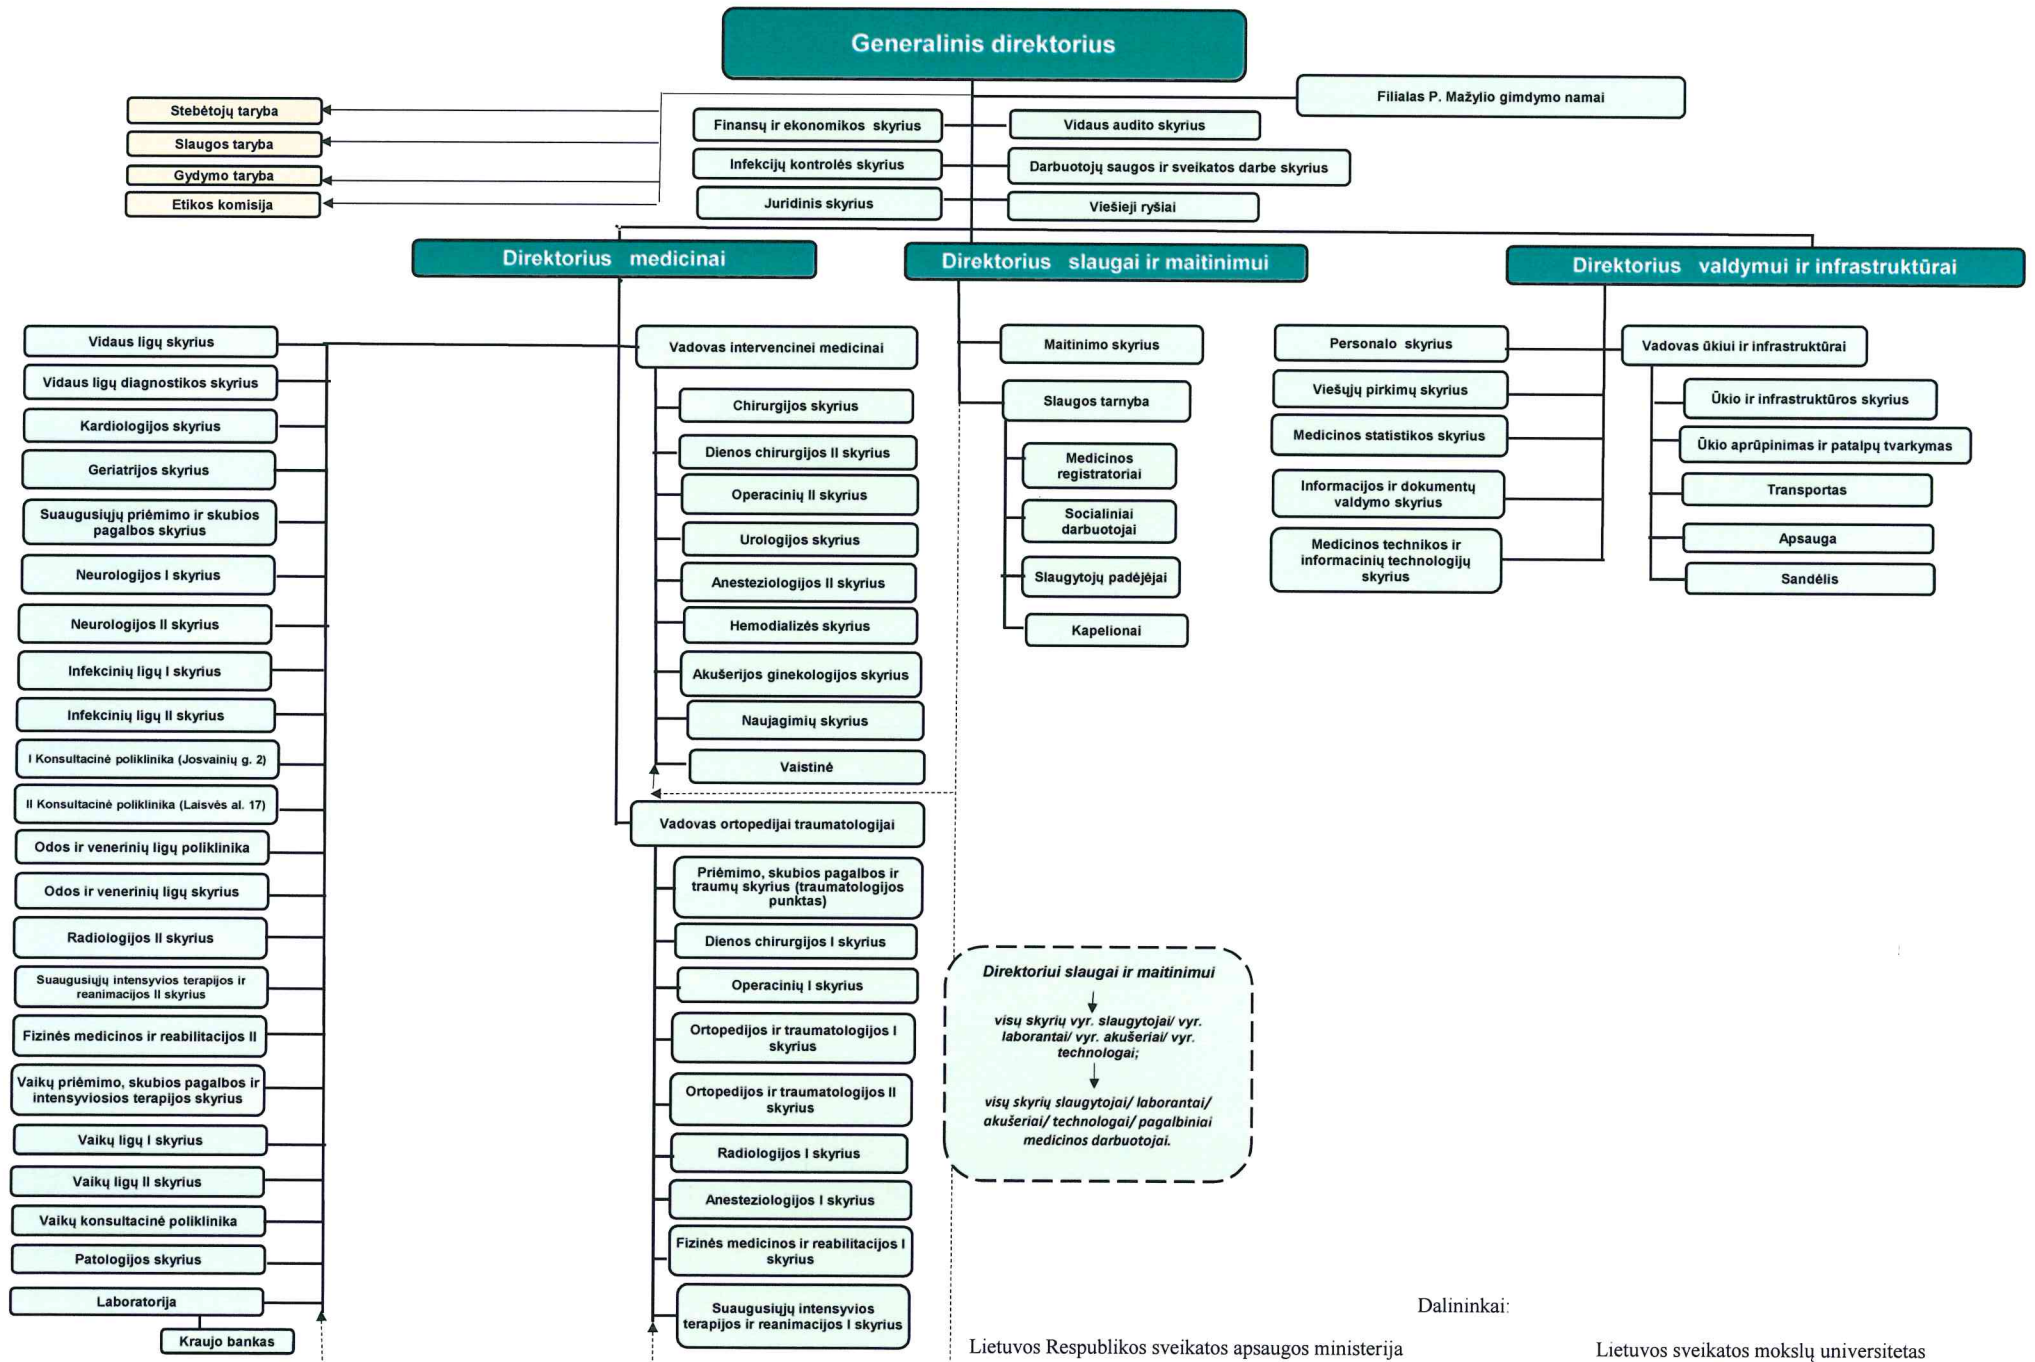 Generalinis direktorius
Filialas P. Mažylio gimdymo namai
Stebėtojų taryba
Slaugos taryba
Gydymo taryba
Etikos komisija
Finansų ir ekonomikos skyrius
Vidaus audito skyrius
Infekcijų kontrolės skyrius
Darbuotojų saugos ir sveikatos darbe skyrius
Juridinis skyrius
Viešieji ryšiai
Direktorius medicinai
Direktorius slaugai ir maitinimui
Direktorius valdymui ir infrastruktūrai
Vidaus ligų skyrius
Vidaus ligų diagnostikos skyrius
Kardiologijos skyrius
Geriatrijos skyrius
Suaugusiųjų priėmimo ir skubios
pagalbos skyrius
Neurologijos I skyrius
Neurologijos II skyrius
Infekcinių ligų I skyrius
Infekcinių ligų II skyrius
I Konsultacinė poliklinika (Josvainių g. 2)
II Konsultacinė poliklinika (Laisvės al. 17)
Odos ir venerinių ligų poliklinika
Odos ir venerinių ligų skyrius
Radiologijos II skyrius
Suaugusiųjų intensyvios terapijos ir
reanimacijos II skyrius
Fizinės medicinos ir reabilitacijos II
Vaikų priėmimo, skubios pagalbos ir
intensyviosios terapijos skyrius
Vaikų ligų I skyrius
Vaikų ligų II skyrius
Vaikų konsultacinė poliklinika
Patologijos skyrius
Laboratorija
Kraujo bankas
Vadovas intervencinei medicinai
Chirurgijos skyrius
Dienos chirurgijos II skyrius
Operacinių II skyrius
Urologijos skyrius
Anesteziologijos II skyrius
Hemodializės skyrius
Akušerijos ginekologijos skyrius
Naujagimių skyrius
Vaistinė
Vadovas ortopedijai traumatologijai
Priėmimo, skubios pagalbos ir
traumų skyrius (traumatologijos
punktas)
Dienos chirurgijos I skyrius
Operacinių I skyrius
Ortopedijos ir traumatologijos I
skyrius
Ortopedijos ir traumatologijos II
skyrius
Radiologijos I skyrius
Anesteziologijos I skyrius
Fizinės medicinos ir reabilitacijos I
skyrius
Suaugusiųjų intensyvios
terapijos ir reanimacijos I skyrius
Maitinimo skyrius
Slaugos tarnyba
Medicinos
registratoriai
Socialiniai
darbuotojai
Slaugytojų padėjėjai
Kapelionai
Personalo skyrius
Viešųjų pirkimų skyrius
Medicinos statistikos skyrius
Informacijos ir dokumentų
valdymo skyrius
Medicinos technikos ir
informacinių technologijų
skyrius
Vadovas ūkiui ir infrastruktūrai
Ūkio ir infrastruktūros skyrius
Ūkio aprūpinimas ir patalpų tvarkymas
Transportas
Apsauga
Sandėlis
Direktoriui slaugai ir maitinimui
visų skyrių vyr. slaugytojai/ vyr.
laborantai/ vyr. akušeriai/ vyr.
technologai;
visų skyrių slaugytojai/ laborantai/
akušeriai/ technologai/ pagalbiniai
medicinos darbuotojai.
Dalininkai:
Lietuvos Respublikos sveikatos apsaugos ministerija
Lietuvos sveikatos mokslų universitetas